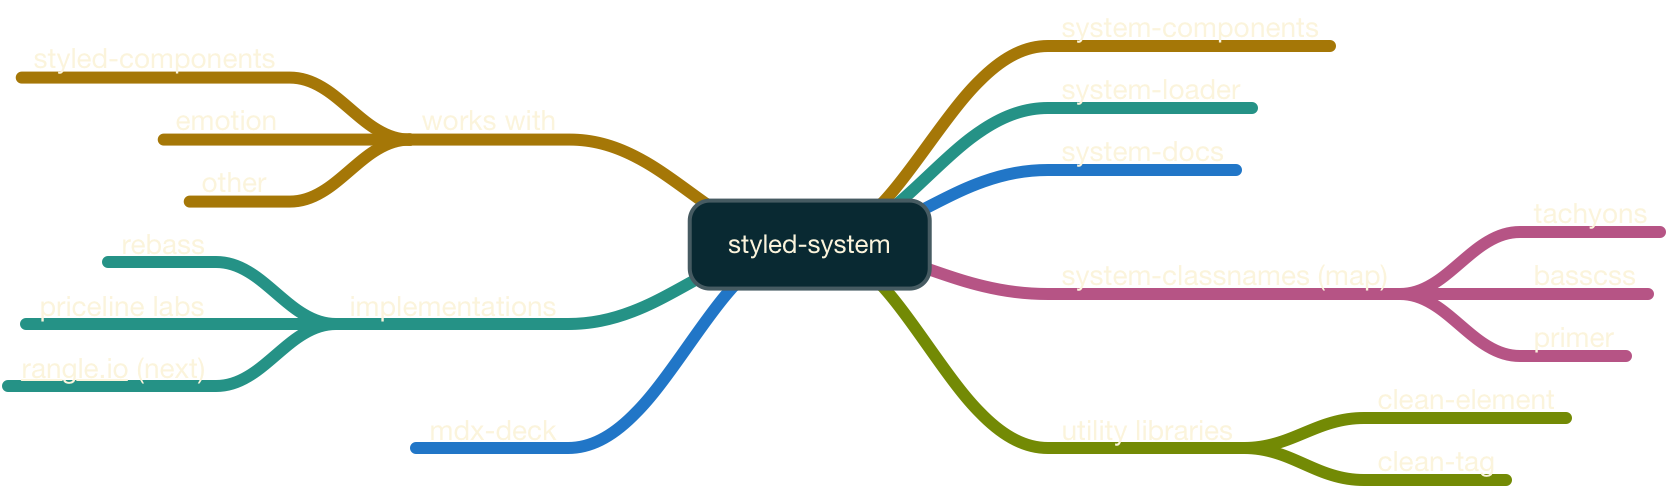 styled-components
emotion
other
works with
rebass
priceline labs
rangle.io (next)
implementations
mdx-deck
styled-system
system-components
system-loader
system-docs
system-classnames (map)
tachyons
basscss
primer
utility libraries
clean-element
clean-tag